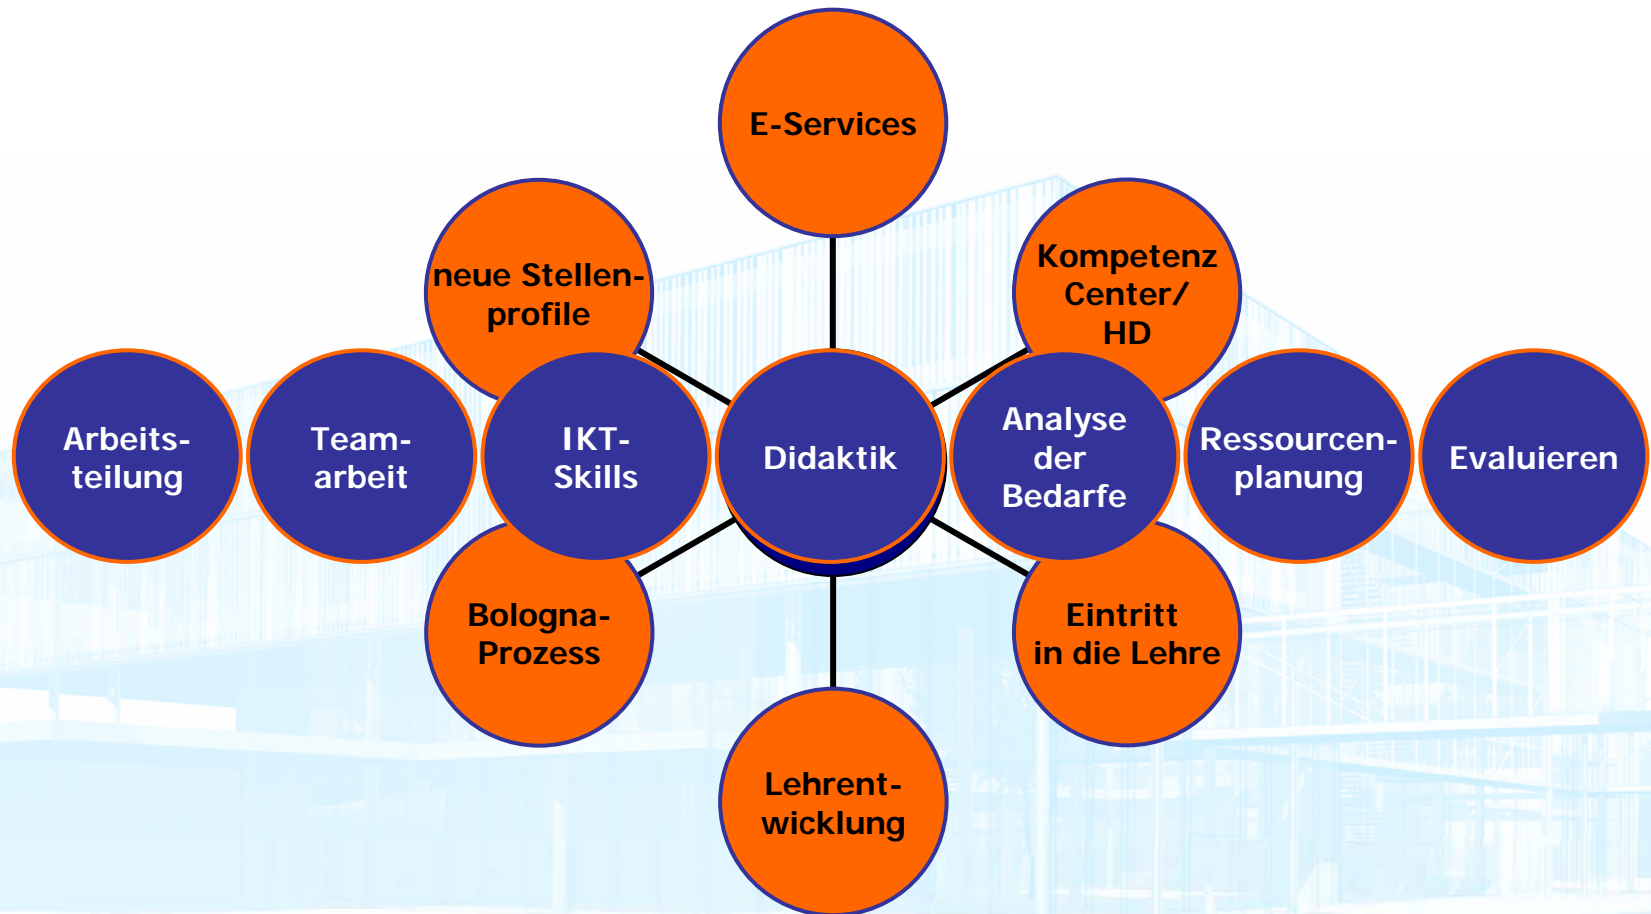 E-Services
neue Stellen-
profile
Kompetenz
Center/
HD
Arbeits-
teilung
Team-
arbeit
IKT-
Skills
Didaktik
Analyse
der
Bedarfe
Ressourcen-
planung
Evaluieren
Bologna-
Prozess
Eintritt
in die Lehre
Lehrent-
wicklung